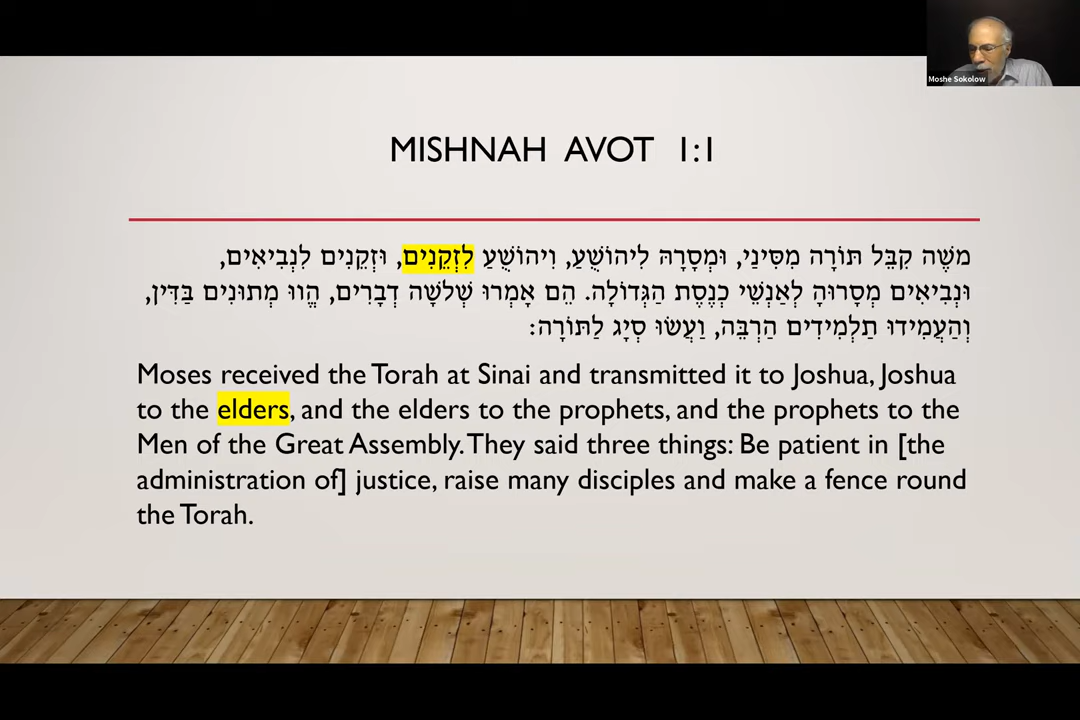 Moshe Sokolow
MISHNAH AVOT 1:1
משֶׁה קִבֵּל תּוֹרָה מִסִּינַי, וּמְסָרָהּ לִיהוֹשֻׁעַ, וִיהוֹשֻׁעַ לִזְקֵנִים, וּזְקֵנִים לִנְבִיאִים,
וּנְבִיאִים מְסָרוּהָ לְאַנְשֵׁי כְנֶסֶת הַגְּדוֹלָה. הֵם אָמְרוּ שְׁלשָׁה דְבָרִים, הֱווּ מְתוּנִים בַּדִּין,
וְהַעֲמִידוּ תַלְמִידִים הַרְבֵּה, וַעֲשׂוּ סְיָג לַתּוֹרָה:
Moses received the Torah at Sinai and transmitted it to Joshua, Joshua
to the elders, and the elders to the prophets, and the prophets to the
Men of the Great Assembly. They said three things: Be patient in [the
administration of] justice, raise many disciples and make a fence round
the Torah.